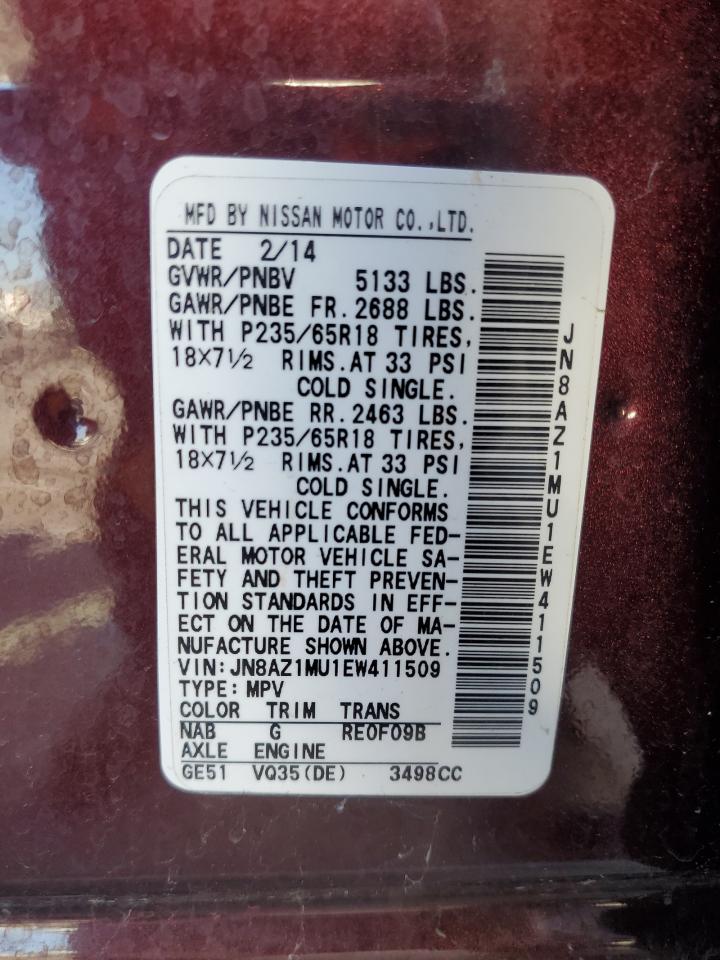 MFD BY NISSAN MOTOR CO.,LTD.
DATE 2/14
GVWR/PNBV 5133 LBS.
GAWR/PNBE FR. 2688 LBS.
WITH P235/65R18 TIRES,
18X7½ RIMS. AT 33 PSI
COLD SINGLE.
GAWR/PNBE RR. 2463 LBS.
WITH P235/65R18 TIRES,
18X7½ RIMS. AT 33 PSI
COLD SINGLE.
THIS VEHICLE CONFORMS
TO ALL APPLICABLE FED-
ERAL MOTOR VEHICLE SA-
FETY AND THEFT PREVEN-
TION STANDARDS IN EFF-
ECT ON THE DATE OF MA-
NUFACTURE SHOWN ABOVE.
VIN: JN8AZ1MU1EW411509
TYPE: MPV
COLOR TRIM TRANS
NAB G RE0F09B
AXLE ENGINE
GE51 VQ35(DE) 3498CC
JN8AZ1MU1EW411509